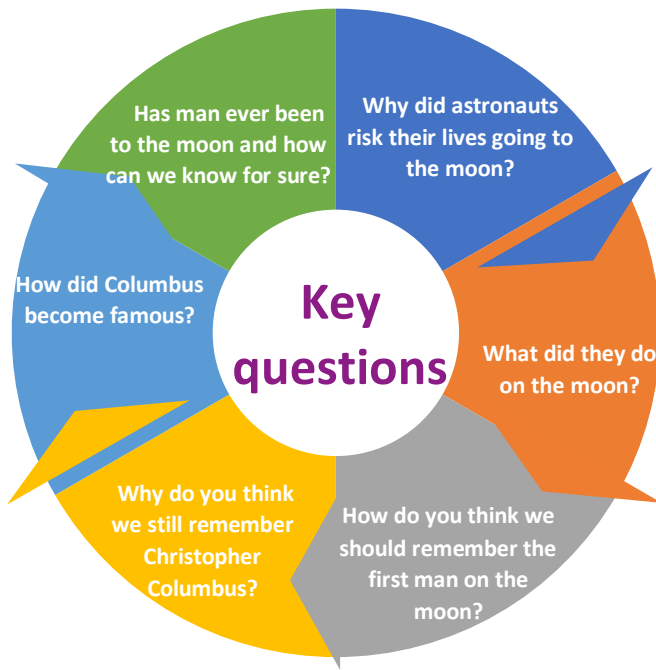 Has man ever been
to the moon and how
can we know for sure?
Why did astronauts
risk their lives going to
the moon?
What did they do
on the moon?
How do you think we
should remember the
first man on the
moon?
Why do you think
we still remember
Christopher
Columbus?
How did Columbus
become famous?
Key
questions